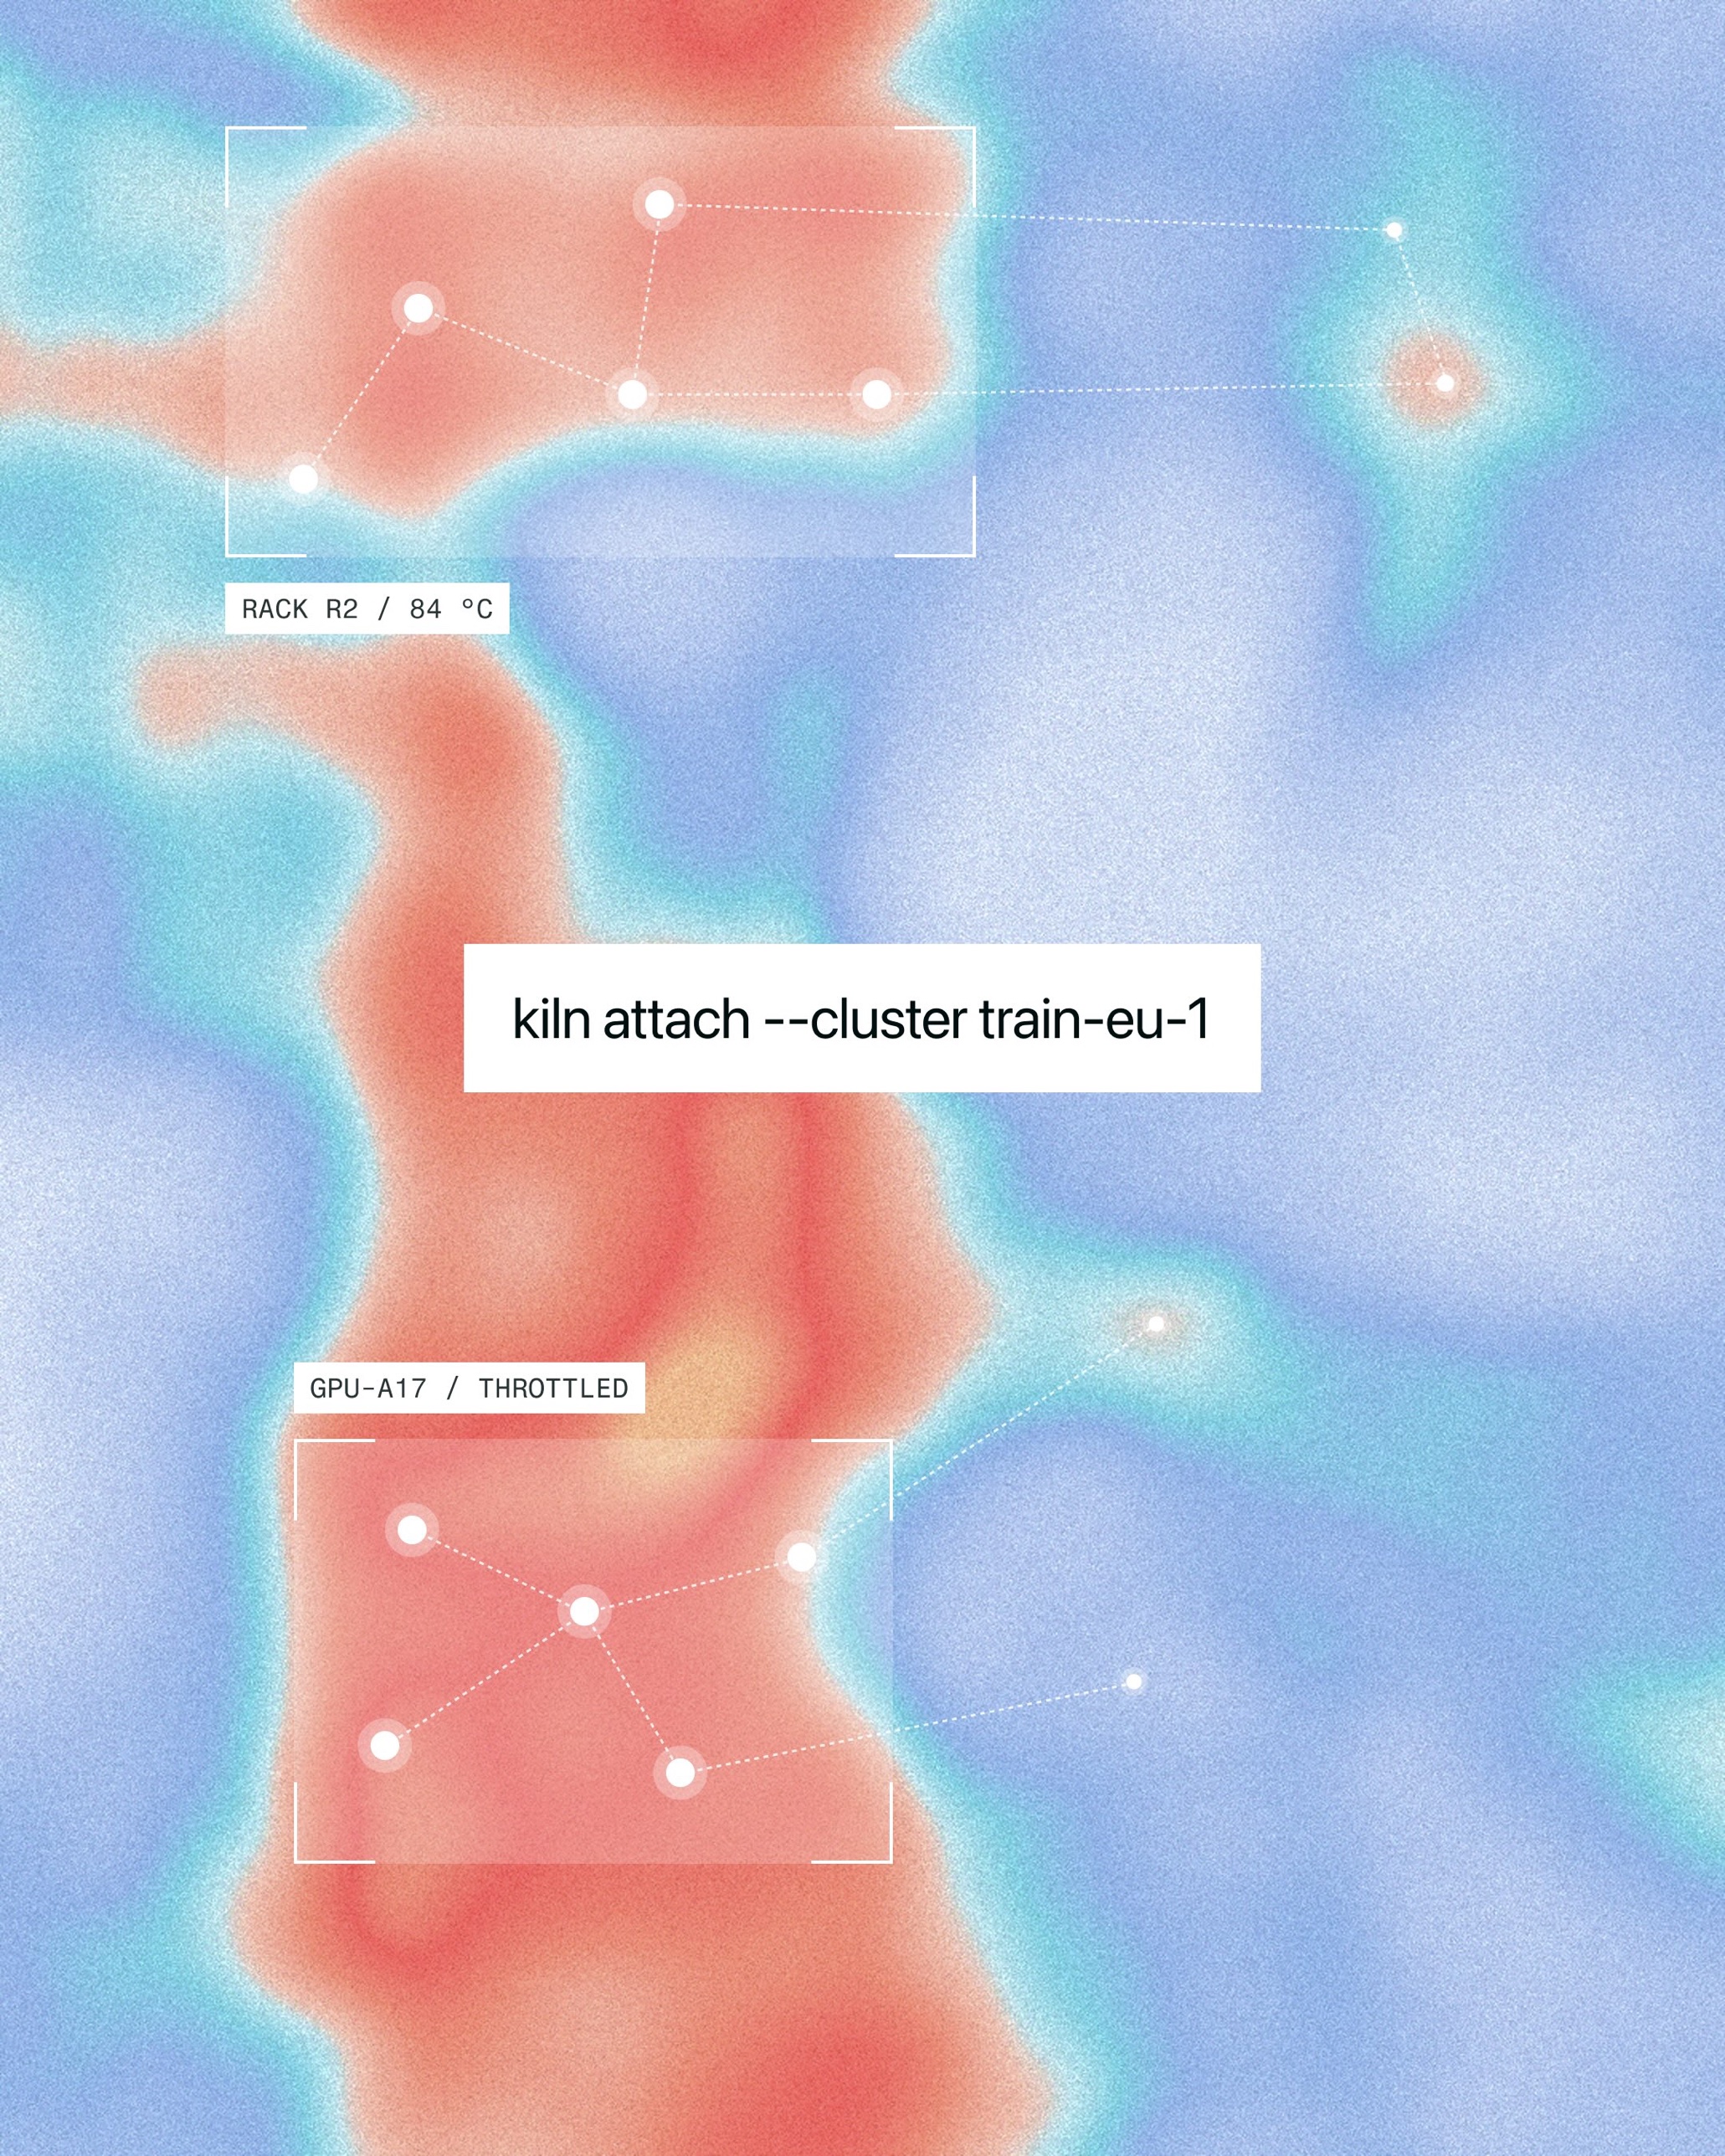 RACK R2 / 84 °C
kiln attach --cluster train-eu-1
GPU-A17 / THROTTLED